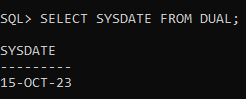 SQL> SELECT SYSDATE FROM DUAL;
SYSDATE
---------
15-OCT-23